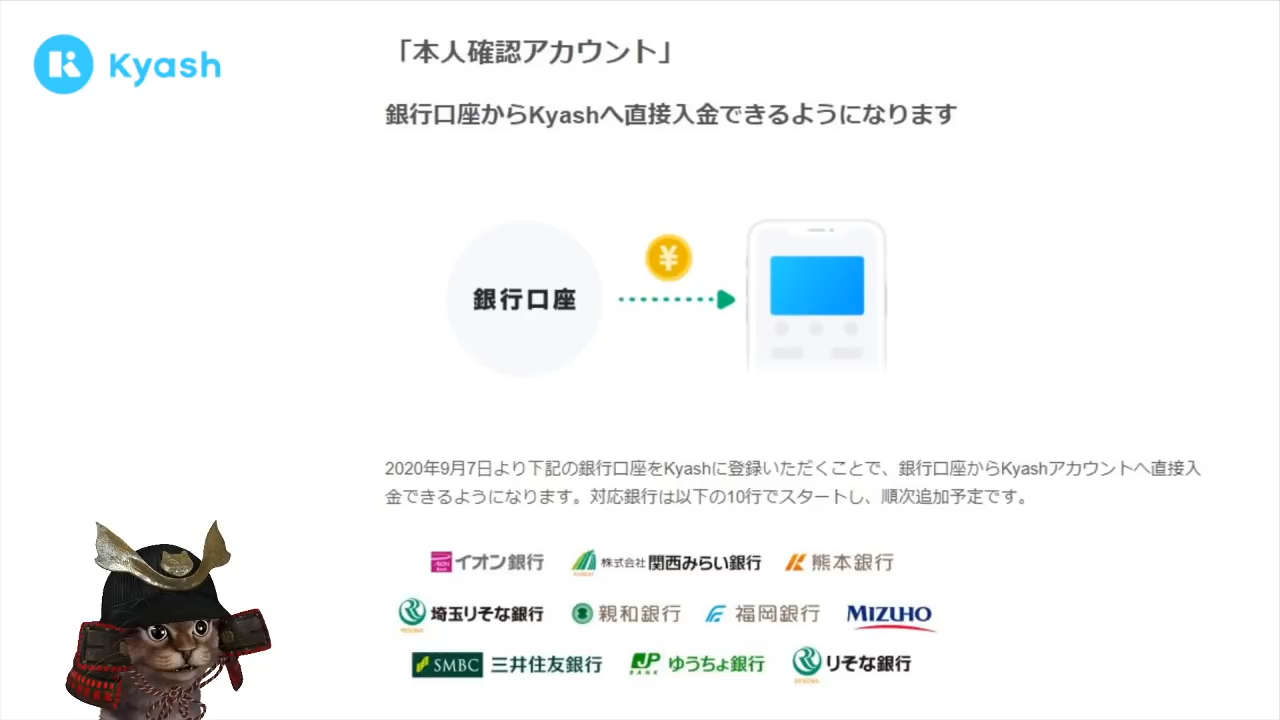 Kyash
「本人確認アカウント」
銀行口座からKyashへ直接入金できるようになります
¥
銀行口座
2020年9月7日より下記の銀行口座をKyashに登録いただくことで、銀行口座からKyashアカウントへ直接入
金できるようになります。対応銀行は以下の10行でスタートし、順次追加予定です。
イオン銀行 株式会社関西みらい銀行 熊本銀行
埼玉りそな銀行 親和銀行 福岡銀行 MIZUHO
SMBC 三井住友銀行 JP BANK ゆうちょ銀行 りそな銀行